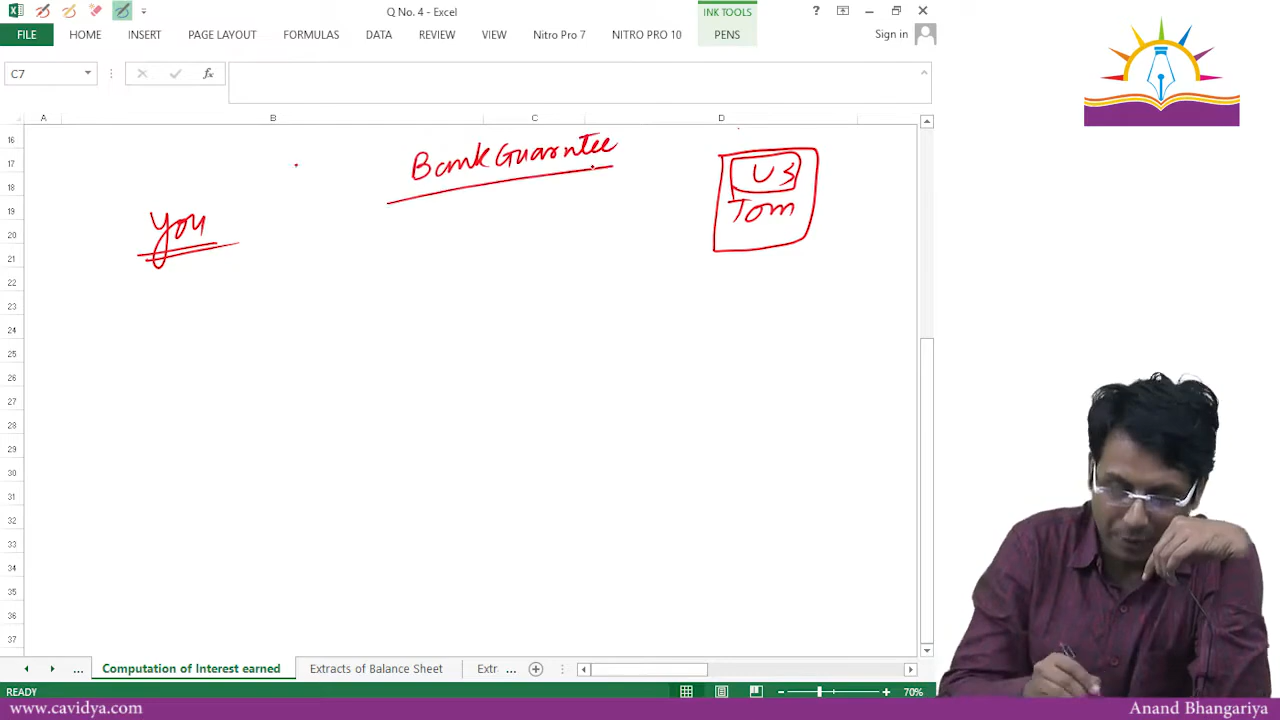 Q No. 4 - Excel
INK TOOLS
?
FILE
HOME
INSERT
PAGE LAYOUT
FORMULAS
DATA
REVIEW
VIEW
Nitro Pro 7
NITRO PRO 10
PENS
Sign in
C7
fx
A B C D
16
17
18
19
20
21
22
23
24
25
26
27
28
29
30
31
32
33
34
35
36
37
Bank Guarntee
US
Tom
You
... Computation of Interest earned Extracts of Balance Sheet Extr ...
READY
70%
www.cavidya.com
Anand Bhangariya